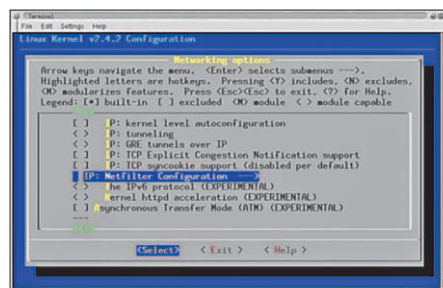 Terminal
File Edit Settings Help
Linux Kernel v2.4.2 Configuration
Networking options
Arrow keys navigate the menu. <Enter> selects submenus --->.
Highlighted letters are hotkeys. Pressing <Y> includes, <N> excludes,
<M> modularizes features. Press <Esc><Esc> to exit, <?> for Help.
Legend: [*] built-in [ ] excluded <M> module < > module capable
[ ] IP: kernel level autoconfiguration
< > IP: tunneling
< > IP: GRE tunnels over IP
[ ] IP: TCP Explicit Congestion Notification support
[ ] IP: TCP syncookie support (disabled per default)
IP: Netfilter Configuration --->
< > The IPv6 protocol (EXPERIMENTAL)
< > Kernel httpd acceleration (EXPERIMENTAL)
[ ] Asynchronous Transfer Mode (ATM) (EXPERIMENTAL)
---
<Select> < Exit > < Help >